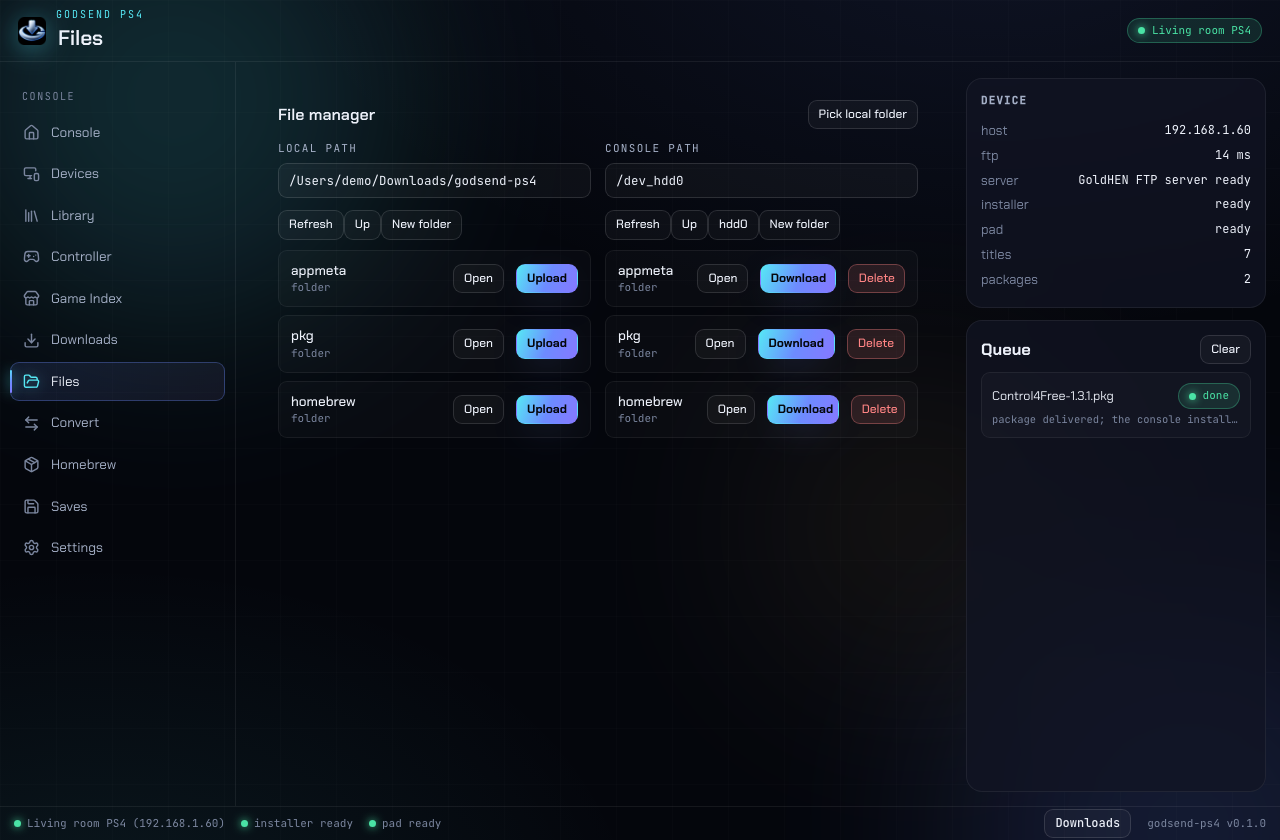 GODSEND PS4
Files
Living room PS4
CONSOLE
Console
Devices
Library
Controller
Game Index
Downloads
Files
Convert
Homebrew
Saves
Settings
File manager
Pick local folder
LOCAL PATH
/Users/demo/Downloads/godsend-ps4
Refresh Up New folder
appmeta
folder
Open Upload
pkg
folder
Open Upload
homebrew
folder
Open Upload
CONSOLE PATH
/dev_hdd0
Refresh Up hdd0 New folder
appmeta
folder
Open Download Delete
pkg
folder
Open Download Delete
homebrew
folder
Open Download Delete
DEVICE
host 192.168.1.60
ftp 14 ms
server GoldHEN FTP server ready
installer ready
pad ready
titles 7
packages 2
Queue
Clear
Control4Free-1.3.1.pkg
done
package delivered; the console install…
Living room PS4 (192.168.1.60) installer ready pad ready
Downloads
godsend-ps4 v0.1.0